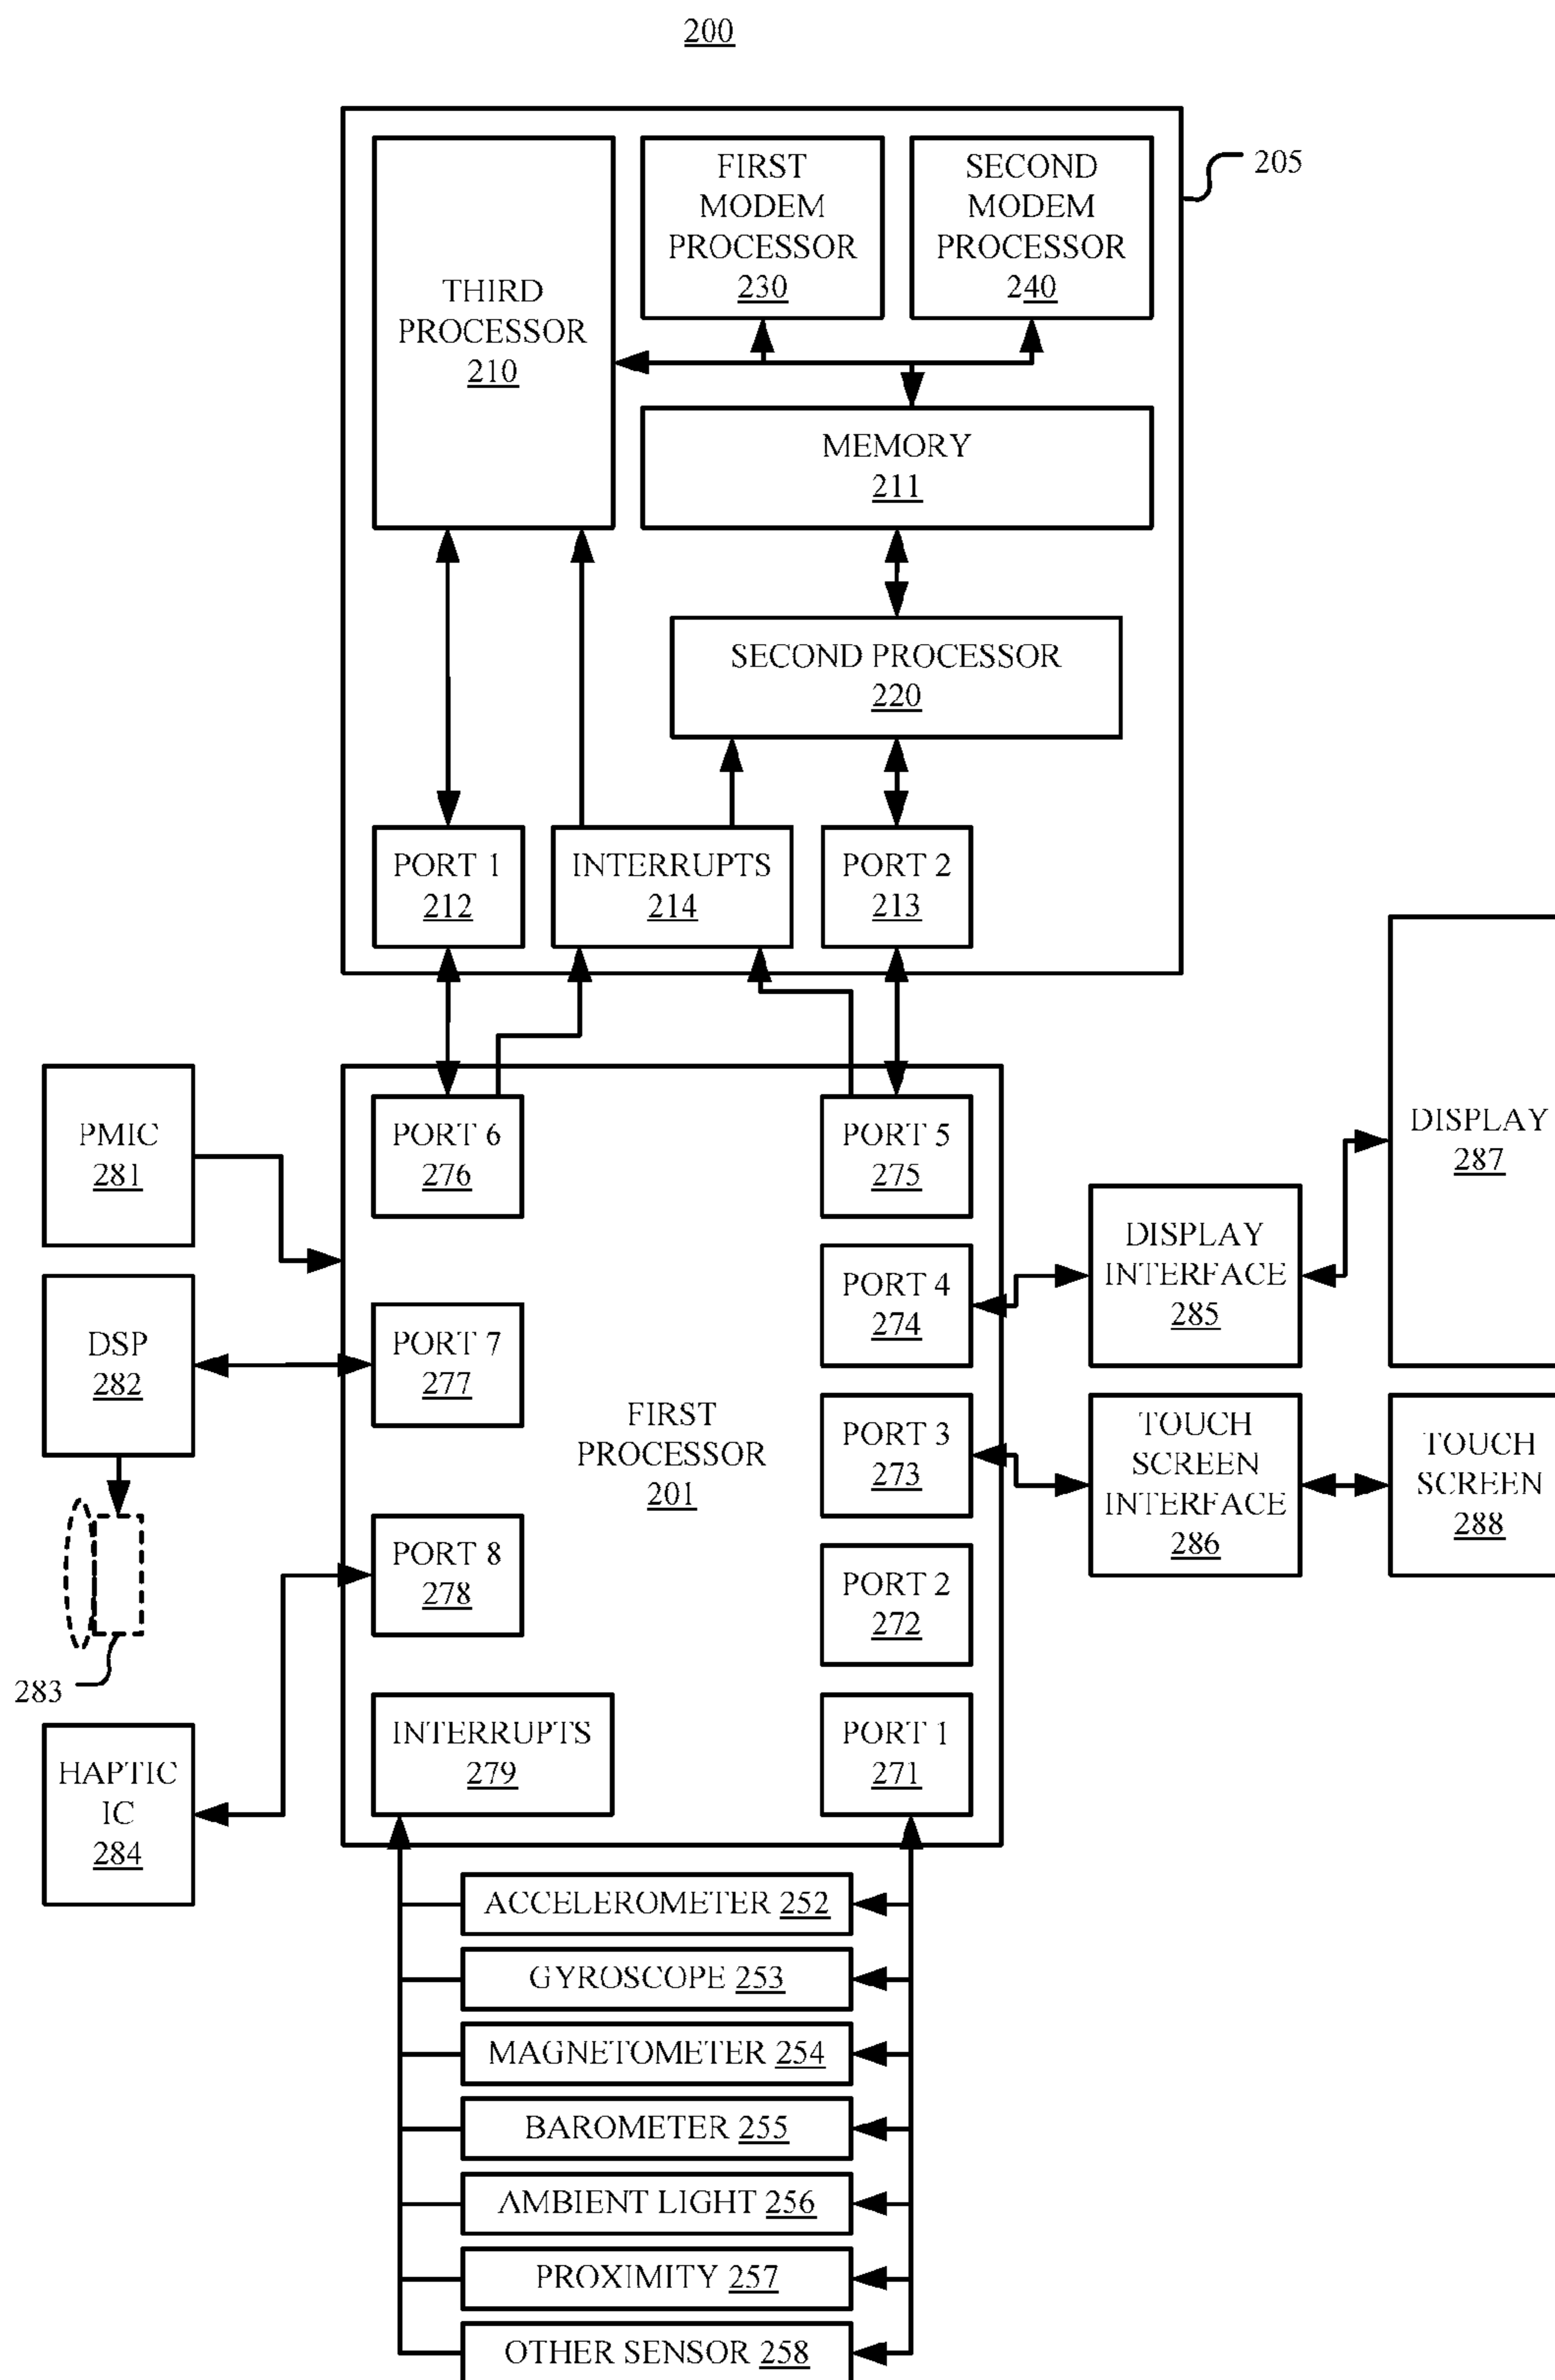 200
205
THIRD
PROCESSOR
210
FIRST
MODEM
PROCESSOR
230
SECOND
MODEM
PROCESSOR
240
MEMORY
211
SECOND PROCESSOR
220
PORT 1
212
INTERRUPTS
214
PORT 2
213
PMIC
281
DSP
282
283
HAPTIC
IC
284
PORT 6
276
PORT 7
277
PORT 8
278
INTERRUPTS
279
FIRST
PROCESSOR
201
PORT 5
275
PORT 4
274
PORT 3
273
PORT 2
272
PORT 1
271
DISPLAY
INTERFACE
285
TOUCH
SCREEN
INTERFACE
286
DISPLAY
287
TOUCH
SCREEN
288
ACCELEROMETER 252
GYROSCOPE 253
MAGNETOMETER 254
BAROMETER 255
AMBIENT LIGHT 256
PROXIMITY 257
OTHER SENSOR 258